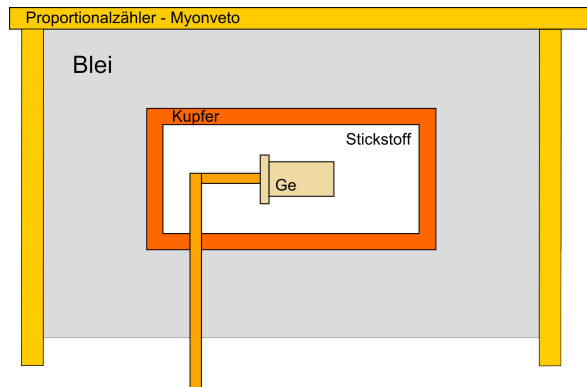 Proportionalzähler - Myonveto
Blei
Kupfer
Stickstoff
Ge